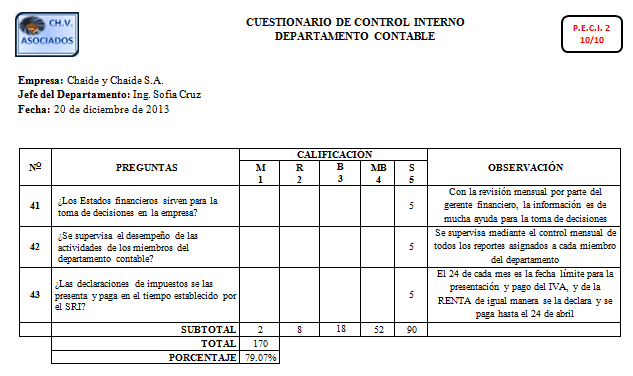 CH.V.
ASOCIADOS
CUESTIONARIO DE CONTROL INTERNO
DEPARTAMENTO CONTABLE
P.E.C.I. 2
10/10
Empresa: Chaide y Chaide S.A.
Jefe del Departamento: Ing. Sofia Cruz
Fecha: 20 de diciembre de 2013
Nº PREGUNTAS CALIFICACION OBSERVACIÓN
M R B MB S
1 2 3 4 5
41 ¿Los Estados financieros sirven para la
toma de decisiones en la empresa?
5
Con la revisión mensual por parte del
gerente financiero, la información es de
mucha ayuda para la toma de decisiones
42 ¿Se supervisa el desempeño de las
actividades de los miembros del
departamento contable?
5
Se supervisa mediante el control mensual de
todos los reportes asignados a cada miembro
del departamento
43 ¿Las declaraciones de impuestos se las
presenta y paga en el tiempo establecido por
el SRI?
5
El 24 de cada mes es la fecha límite para la
presentación y pago del IVA, y de la
RENTA de igual manera se la declara y se
paga hasta el 24 de abril
SUBTOTAL 2 8 18 52 90
TOTAL 170
PORCENTAJE 79.07%